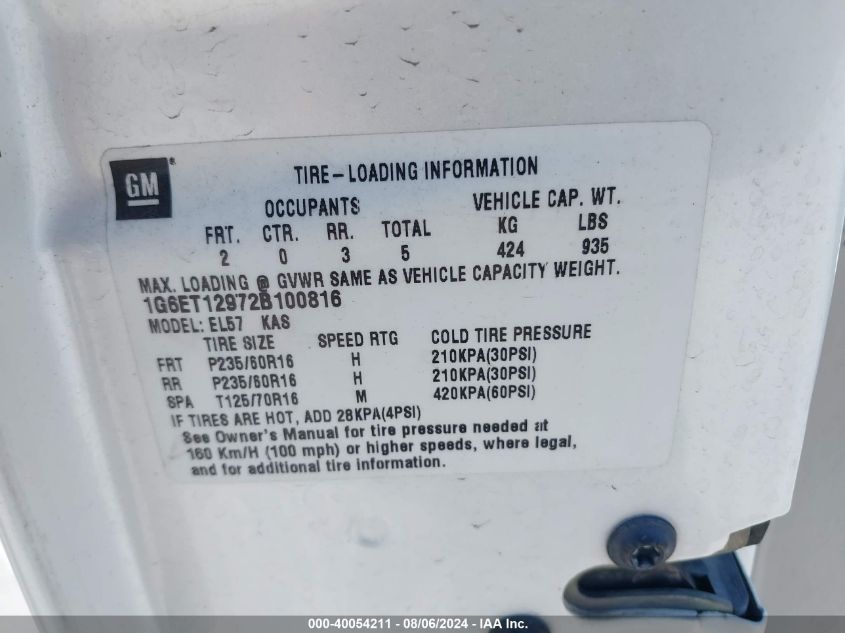 GM ®
TIRE-LOADING INFORMATION
OCCUPANTS VEHICLE CAP. WT.
FRT. CTR. RR. TOTAL KG LBS
2 0 3 5 424 935
MAX. LOADING @ GVWR SAME AS VEHICLE CAPACITY WEIGHT.
1G6ET12972B100816
MODEL: EL57 KAS
TIRE SIZE SPEED RTG COLD TIRE PRESSURE
FRT P235/60R16 H 210KPA(30PSI)
RR P235/60R16 H 210KPA(30PSI)
SPA T125/70R16 M 420KPA(60PSI)
IF TIRES ARE HOT, ADD 28KPA(4PSI)
See Owner's Manual for tire pressure needed at
160 Km/H (100 mph) or higher speeds, where legal,
and for additional tire information.
000-40054211 - 08/06/2024 - IAA Inc.